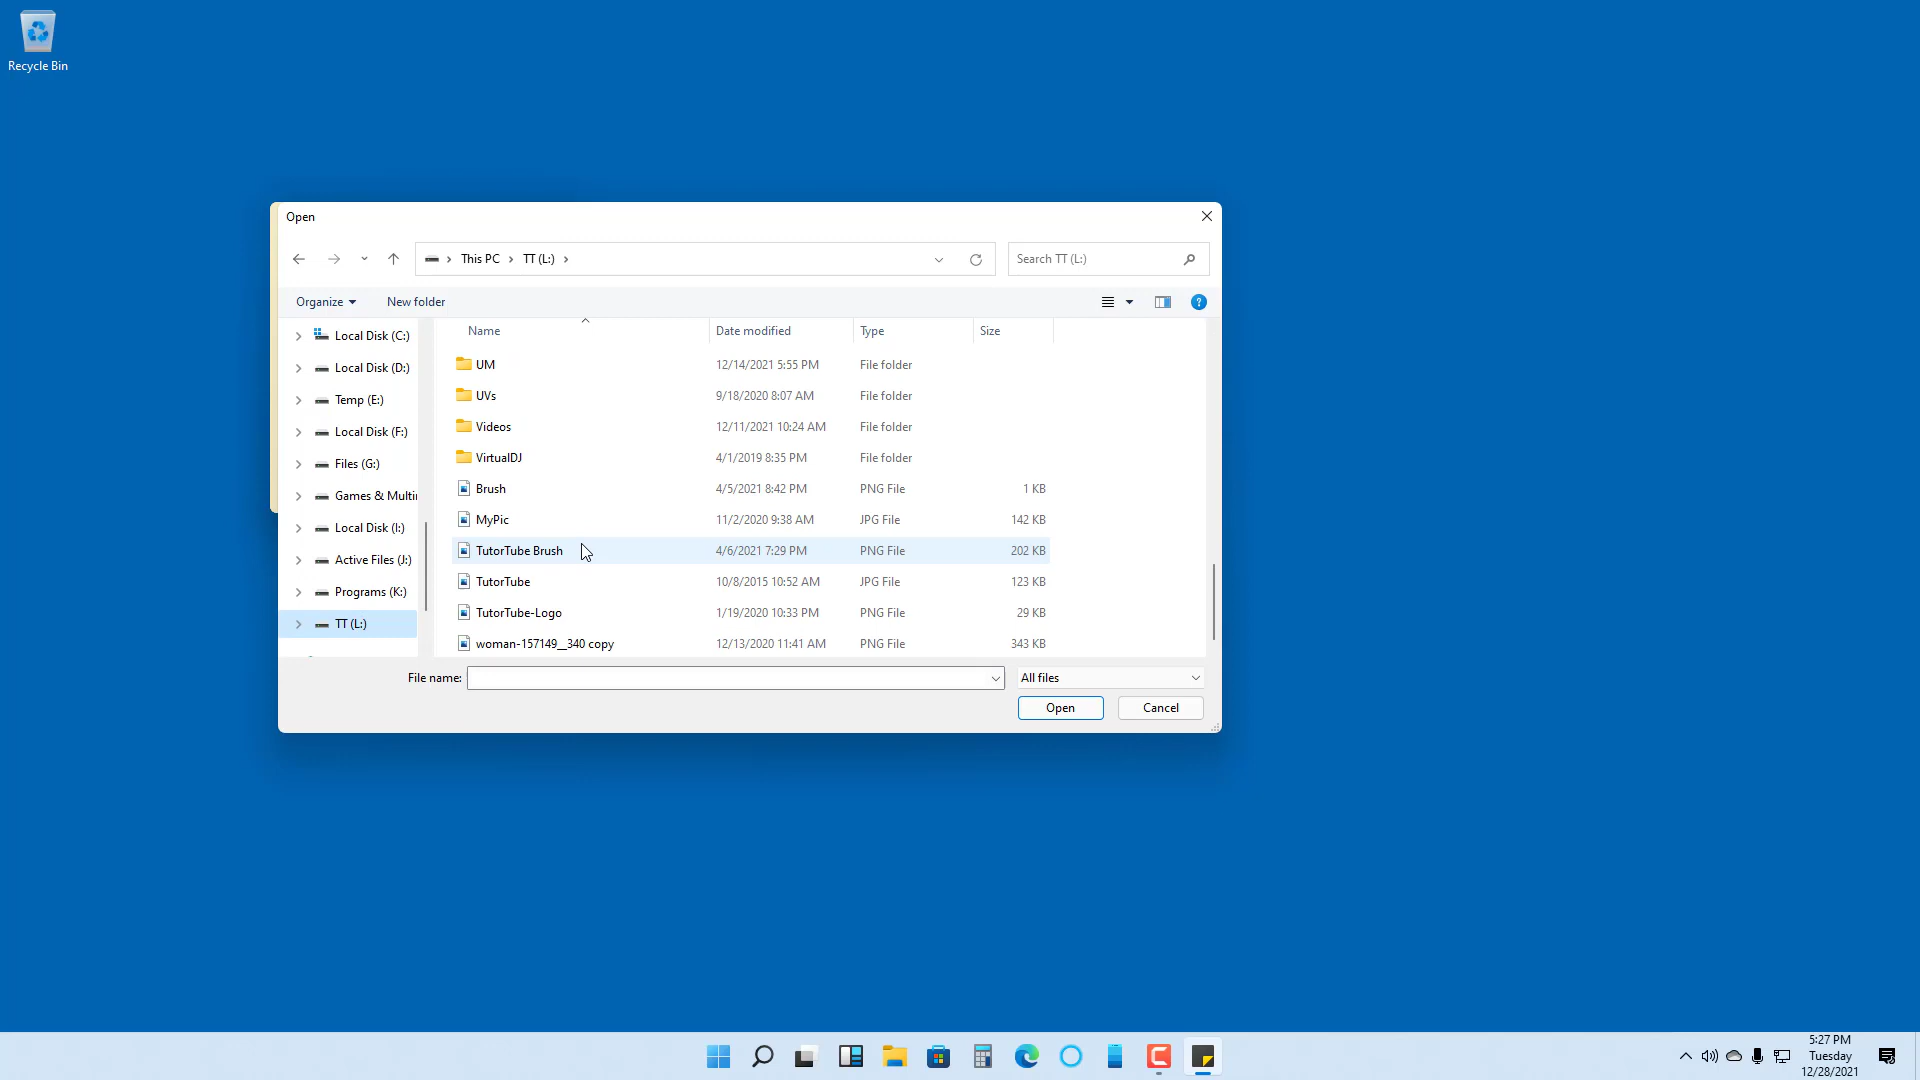 Recycle Bin
Open
This PC > TT (L:) >
Search TT (L:)
Organize
New folder
Name Date modified Type Size
Local Disk (C:)
Local Disk (D:)
Temp (E:)
Local Disk (F:)
Files (G:)
Games & Multi
Local Disk (I:)
Active Files (J:)
Programs (K:)
TT (L:)
UM 12/14/2021 5:55 PM File folder
UVs 9/18/2020 8:07 AM File folder
Videos 12/11/2021 10:24 AM File folder
VirtualDJ 4/1/2019 8:35 PM File folder
Brush 4/5/2021 8:42 PM PNG File 1 KB
MyPic 11/2/2020 9:38 AM JPG File 142 KB
TutorTube Brush 4/6/2021 7:29 PM PNG File 202 KB
TutorTube 10/8/2015 10:52 AM JPG File 123 KB
TutorTube-Logo 1/19/2020 10:33 PM PNG File 29 KB
woman-157149__340 copy 12/13/2020 11:41 AM PNG File 343 KB
File name:
All files
Open
Cancel
5:27 PM
Tuesday
12/28/2021